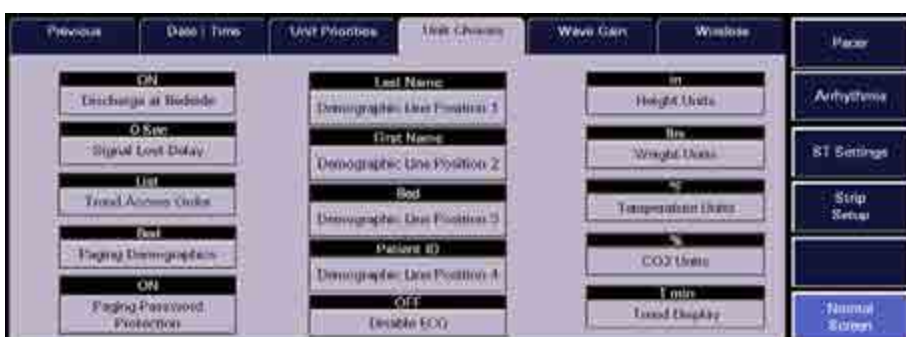 Previous
Date | Time
Unit Priorities
Unit Choices
Wave Gain
Wireless
ON
Discharge at Bedside
0 Sec
Signal Lost Delay
List
Trend Access Order
Bed
Paging Demographics
ON
Paging Password
Protection
Last Name
Demographic Line Position 1
First Name
Demographic Line Position 2
Bed
Demographic Line Position 3
Patient ID
Demographic Line Position 4
OFF
Disable ECG
in
Height Units
lbs
Weight Units
°F
Temperature Units
%
CO2 Units
1 min
Trend Display
Pacer
Arrhythmia
ST Settings
Strip
Setup
Normal
Screen